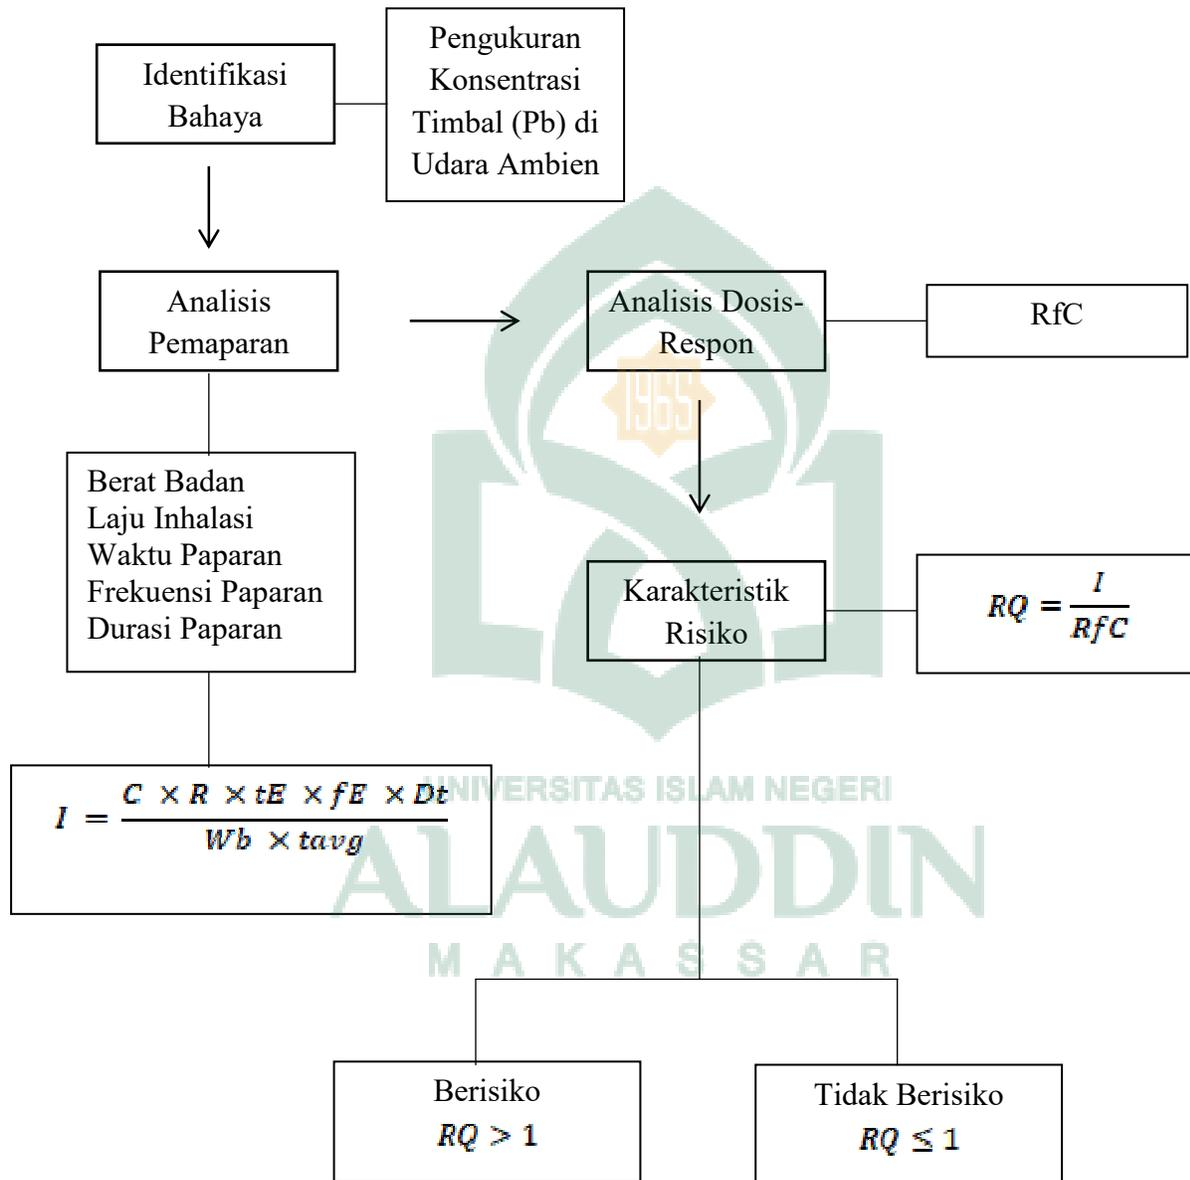 Identifikasi
Bahaya
Pengukuran
Konsentrasi
Timbal (Pb) di
Udara Ambien
Analisis
Pemaparan
Analisis Dosis-
Respon
RfC
1965
Berat Badan
Laju Inhalasi
Waktu Paparan
Frekuensi Paparan
Durasi Paparan
Karakteristik
Risiko
RQ = I / RfC
I = C × R × tE × fE × Dt / Wb × tavg
UNIVERSITAS ISLAM NEGERI
ALAUDDIN
MAKASSAR
Berisiko
RQ > 1
Tidak Berisiko
RQ ≤ 1